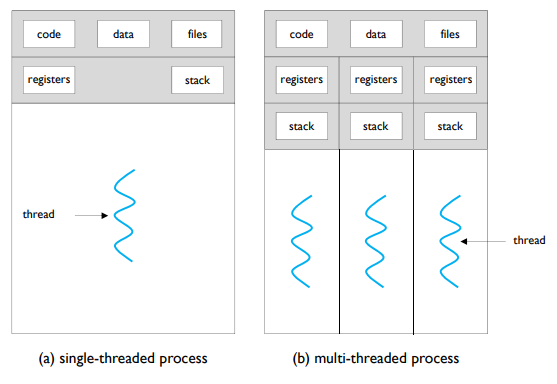 code data files
registers stack
thread
(a) single-threaded process
code data files
registers registers registers
stack stack stack
thread
(b) multi-threaded process